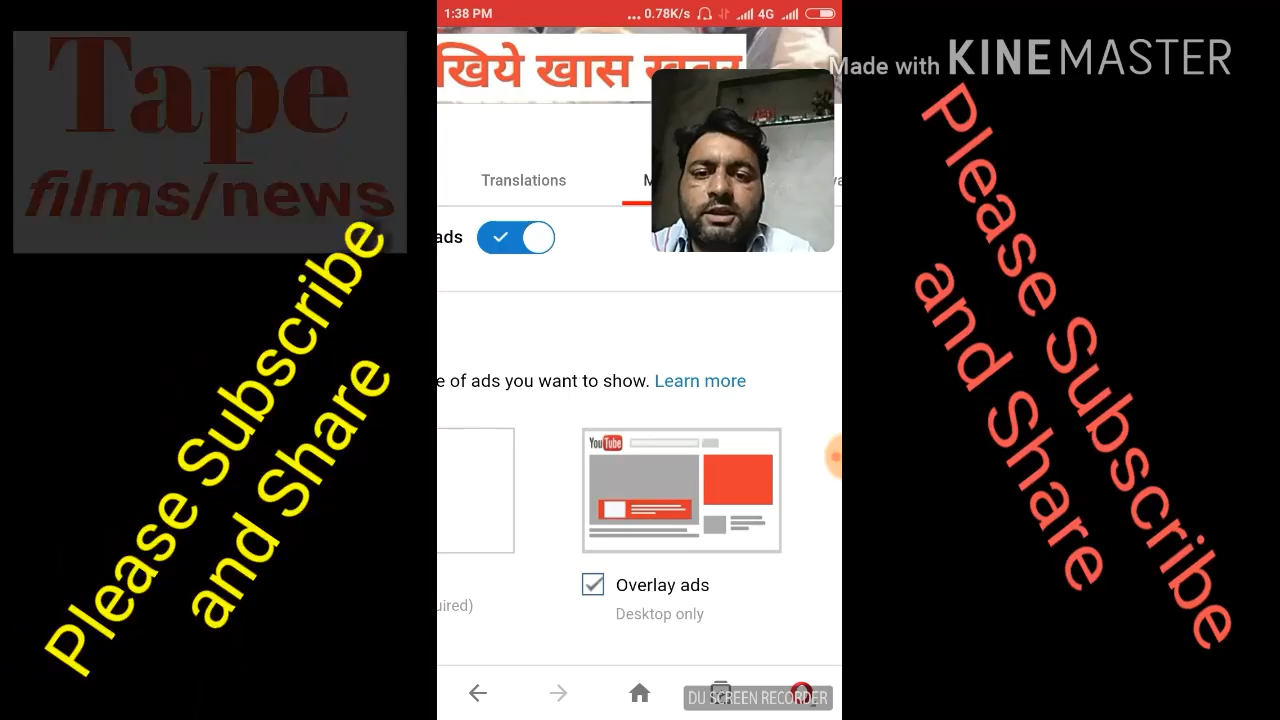 Tape
films/news
Please Subscribe
and Share
1:38 PM
... 0.78K/s 4G
खिये खास खबर
Translations
M
ads
e of ads you want to show. Learn more
YouTube
Overlay ads
uired)
Desktop only
DU SCREEN RECORDER
Made with KINEMASTER
Please Subscribe
and Share